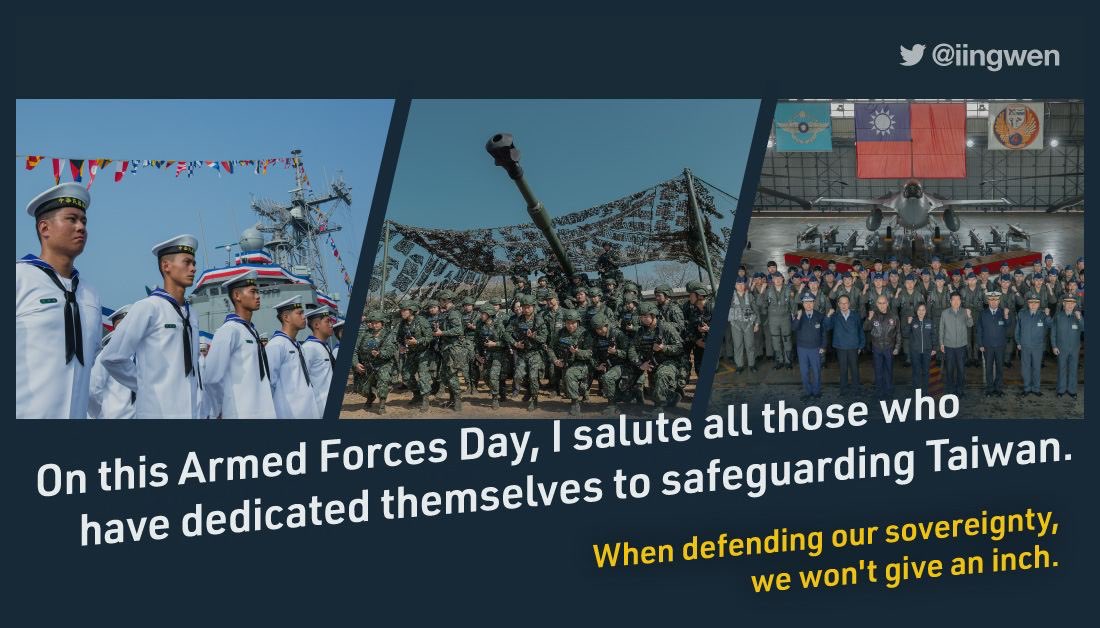 @iingwen
On this Armed Forces Day, I salute all those who
have dedicated themselves to safeguarding Taiwan.
When defending our sovereignty,
we won't give an inch.